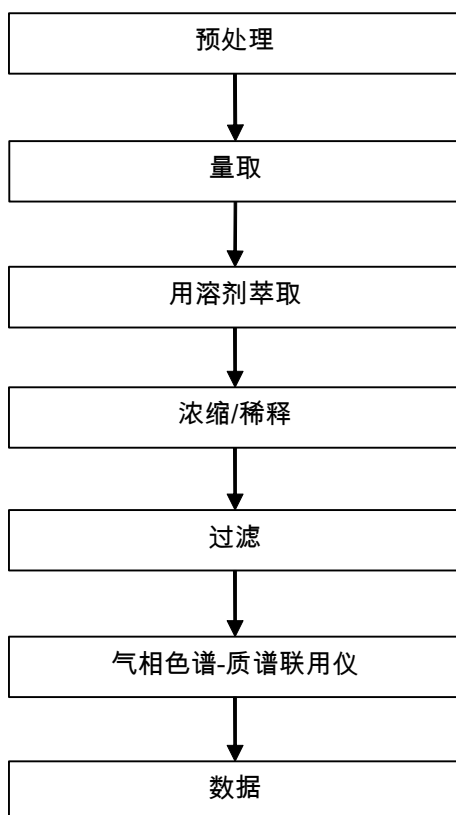 预处理
量取
用溶剂萃取
浓缩/稀释
过滤
气相色谱-质谱联用仪
数据